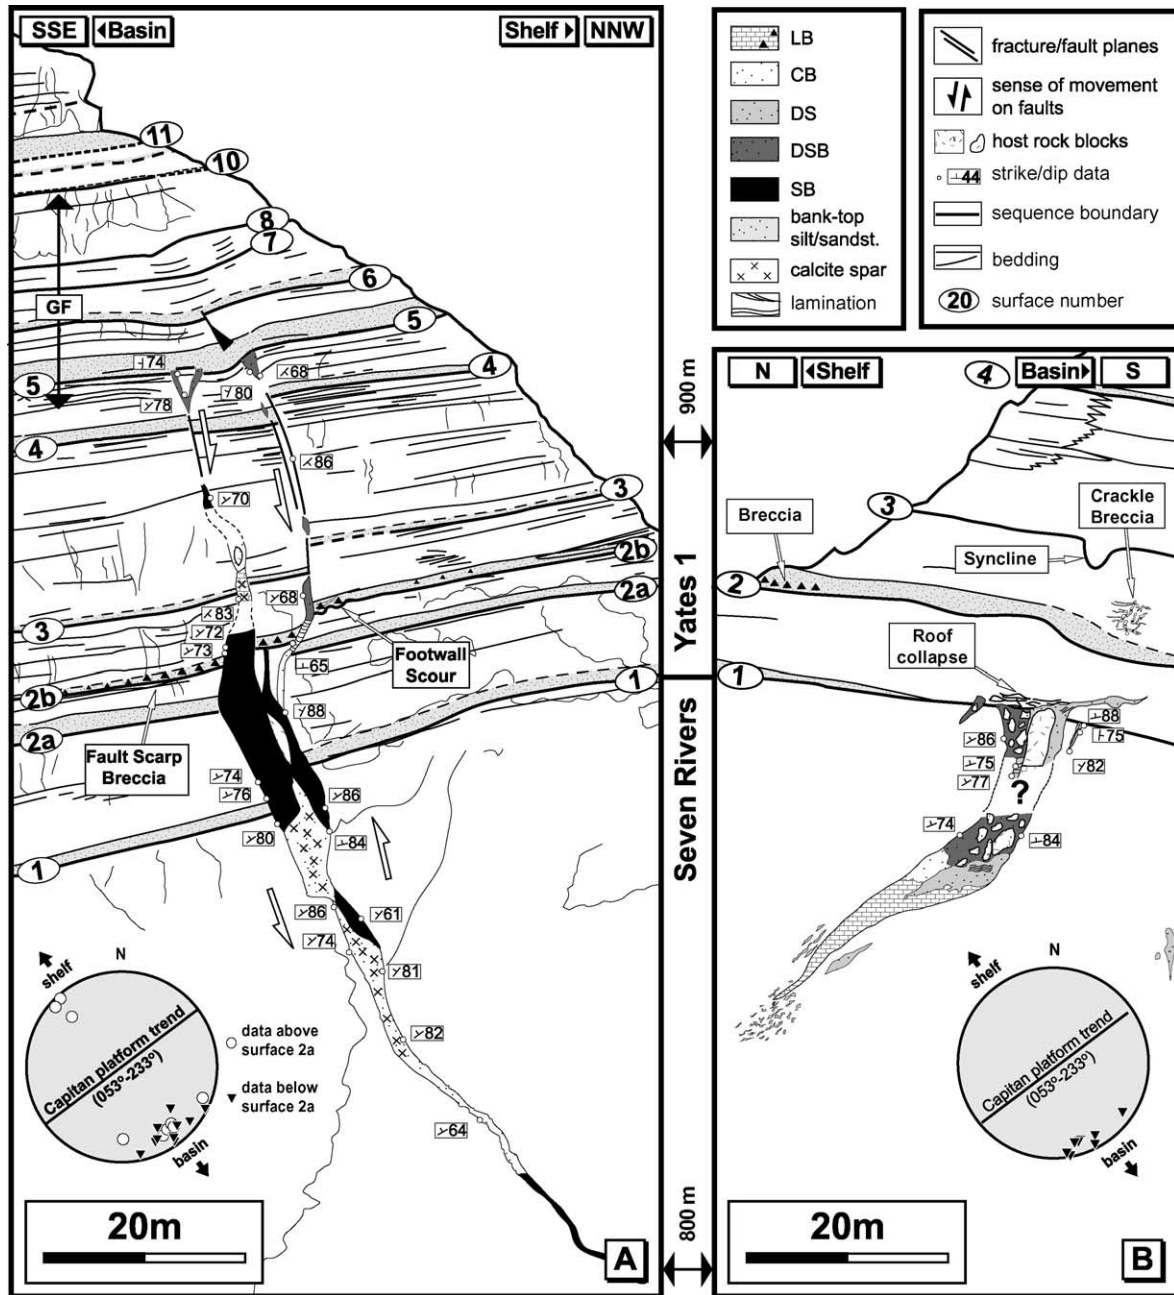 SSE
◄Basin
Shelf ►
NNW
11
10
8
7
6
GF
5
5
4
4
74
68
80
78
86
70
3
2b
2a
3
83
68
72
73
65
Footwall
Scour
1
2b
2a
88
Fault Scarp
Breccia
74
76
86
80
84
1
86
61
74
81
82
64
N
shelf
Capitan platform trend
(053º-233º)
basin
data above
surface 2a
data below
surface 2a
20m
A
900 m
Yates 1
Seven Rivers
800 m
LB
CB
DS
DSB
SB
bank-top
silt/sandst.
calcite spar
lamination
fracture/fault planes
sense of movement
on faults
host rock blocks
44 strike/dip data
sequence boundary
bedding
20 surface number
N
◄Shelf
Basin►
S
4
3
Breccia
Crackle
Breccia
Syncline
2
Roof
collapse
1
88
86
75
75
82
77
?
74
84
N
shelf
Capitan platform trend
(053º-233º)
basin
20m
B